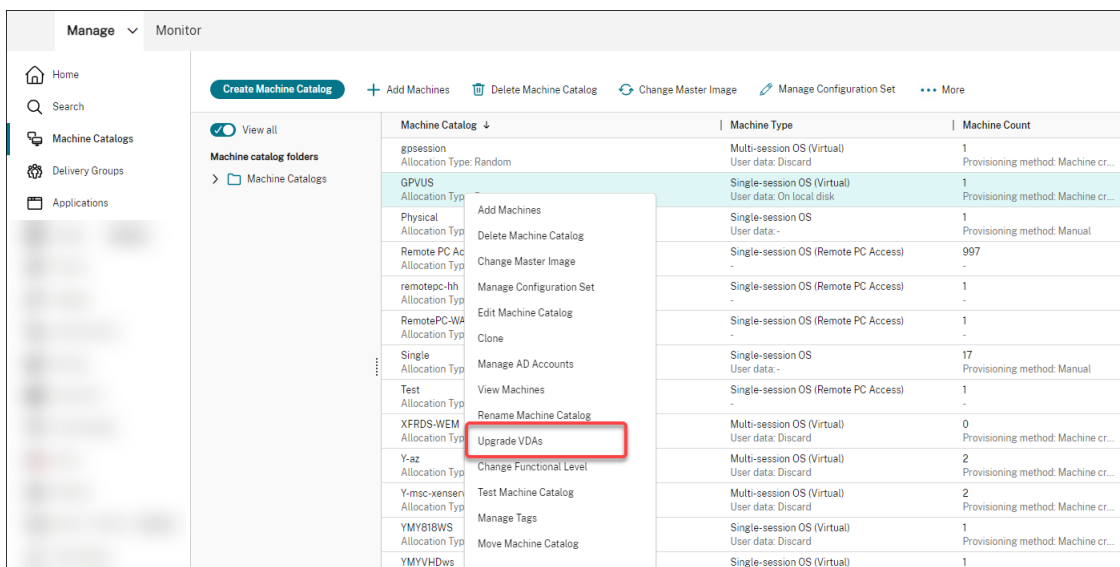 Manage Monitor
Home
Search
Machine Catalogs
Delivery Groups
Applications
Create Machine Catalog Add Machines Delete Machine Catalog Change Master Image Manage Configuration Set More
View all
Machine catalog folders
Machine Catalogs
Machine Catalog Machine Type Machine Count
gpsession Multi-session OS (Virtual) 1
Allocation Type: Random User data: Discard Provisioning method: Machine cr...
GPVUS Single-session OS (Virtual) 1
Allocation Typ User data: On local disk Provisioning method: Machine cr...
Physical Single-session OS 1
Allocation Typ User data: - Provisioning method: Manual
Remote PC Ac Single-session OS (Remote PC Access) 997
Allocation Typ - -
remotepc-hh Single-session OS (Remote PC Access) 1
Allocation Typ - -
RemotePC-WA Single-session OS (Remote PC Access) 1
Allocation Typ - -
Single Single-session OS 17
Allocation Typ User data: - Provisioning method: Manual
Test Single-session OS (Remote PC Access) 1
Allocation Typ - -
XFRDS-WEM Multi-session OS (Virtual) 0
Allocation Typ User data: Discard Provisioning method: Machine cr...
Y-az Multi-session OS (Virtual) 2
Allocation Typ User data: Discard Provisioning method: Machine cr...
Y-msc-xenserv Multi-session OS (Virtual) 2
Allocation Typ User data: Discard Provisioning method: Machine cr...
YMY818WS Single-session OS (Virtual) 1
Allocation Typ User data: Discard Provisioning method: Machine cr...
YMYVHDws Single-session OS (Virtual) 1
Add Machines
Delete Machine Catalog
Change Master Image
Manage Configuration Set
Edit Machine Catalog
Clone
Manage AD Accounts
View Machines
Rename Machine Catalog
Upgrade VDAs
Change Functional Level
Test Machine Catalog
Manage Tags
Move Machine Catalog